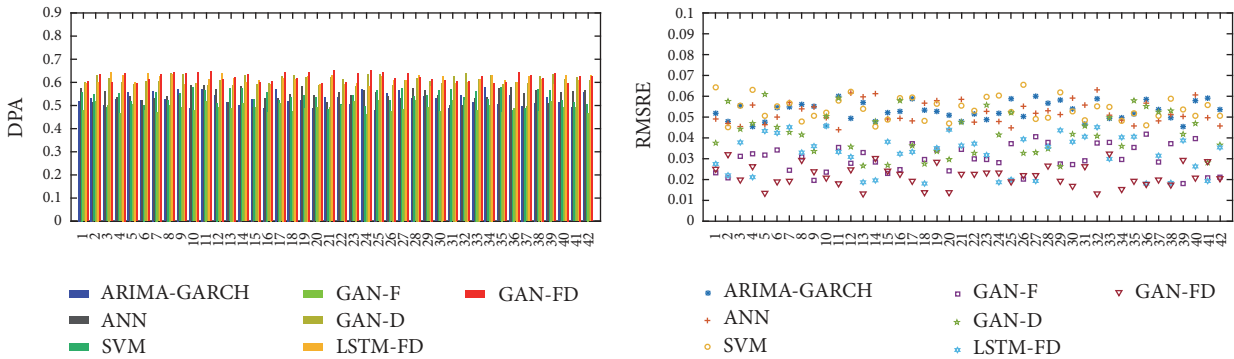 DPA
0.9
0.8
0.7
0.6
0.5
0.4
0.3
0.2
0.1
0
1 2 3 4 5 6 7 8 9 10 11 12 13 14 15 16 17 18 19 20 21 22 23 24 25 26 27 28 29 30 31 32 33 34 35 36 37 38 39 40 41 42
ARIMA-GARCH GAN-F GAN-FD
ANN GAN-D
SVM LSTM-FD
RMSRE
0.1
0.09
0.08
0.07
0.06
0.05
0.04
0.03
0.02
0.01
0
1 2 3 4 5 6 7 8 9 10 11 12 13 14 15 16 17 18 19 20 21 22 23 24 25 26 27 28 29 30 31 32 33 34 35 36 37 38 39 40 41 42
ARIMA-GARCH GAN-F GAN-FD
ANN GAN-D
SVM LSTM-FD